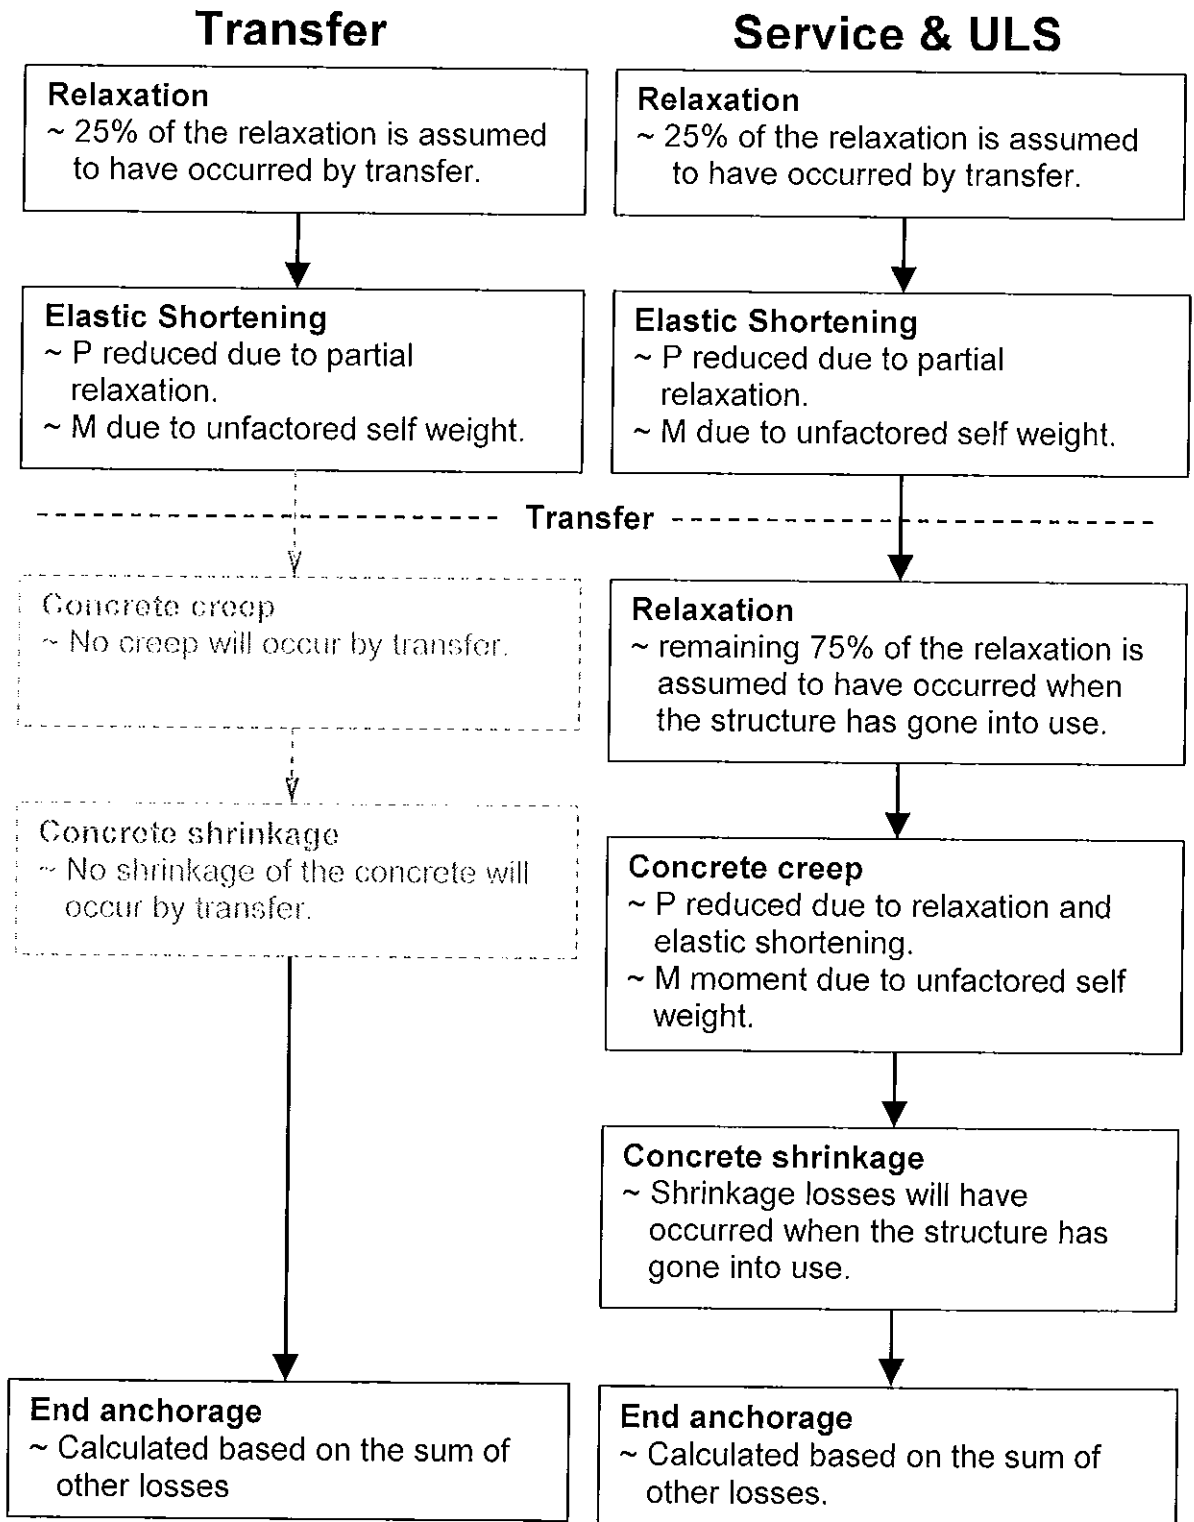 Transfer
Relaxation
~ 25% of the relaxation is assumed
to have occurred by transfer.
Elastic Shortening
~ P reduced due to partial
relaxation.
~ M due to unfactored self weight.
Service & ULS
Relaxation
~ 25% of the relaxation is assumed
to have occurred by transfer.
Elastic Shortening
~ P reduced due to partial
relaxation.
~ M due to unfactored self weight.
Transfer
Concrete creep
~ No creep will occur by transfer.
Concrete shrinkage
~ No shrinkage of the concrete will
occur by transfer.
End anchorage
~ Calculated based on the sum of
other losses
Relaxation
~ remaining 75% of the relaxation is
assumed to have occurred when
the structure has gone into use.
Concrete creep
~ P reduced due to relaxation and
elastic shortening.
~ M moment due to unfactored self
weight.
Concrete shrinkage
~ Shrinkage losses will have
occurred when the structure has
gone into use.
End anchorage
~ Calculated based on the sum of
other losses.